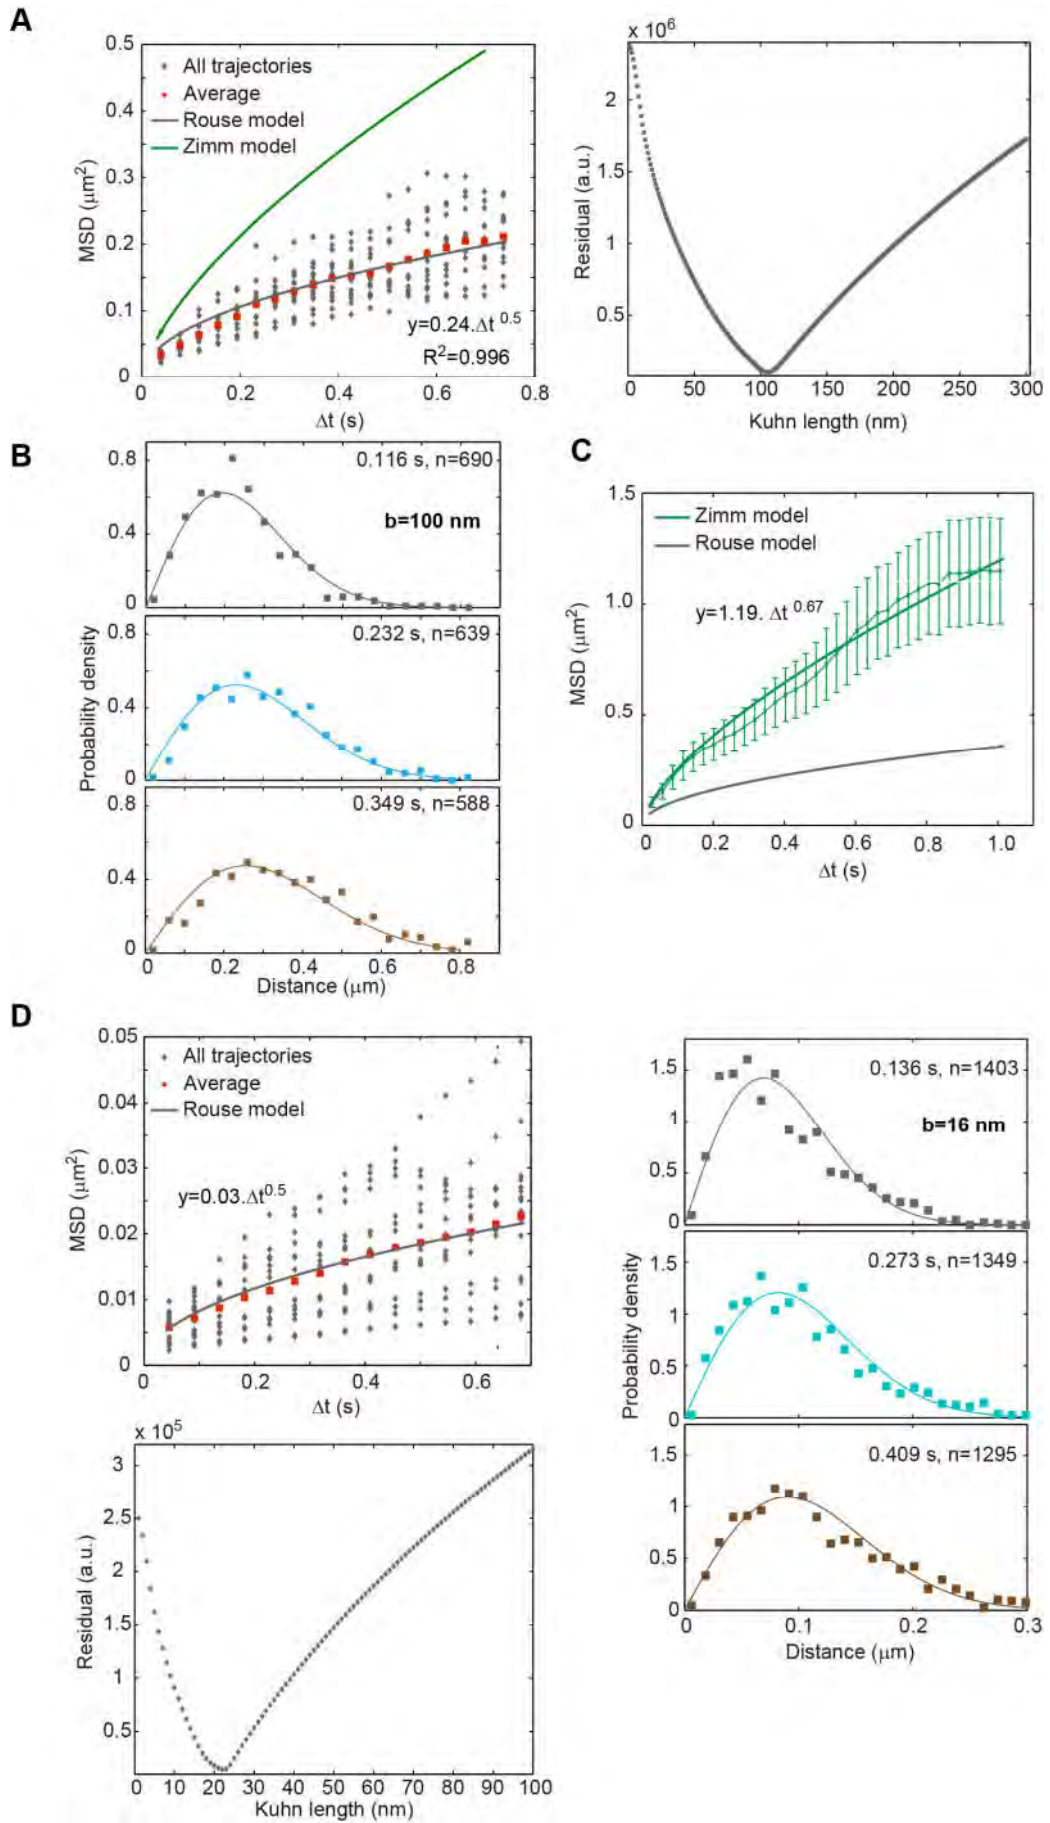 A
0.5
0.4
0.3
0.2
0.1
0
MSD (μm²)
All trajectories
Average
Rouse model
Zimm model
y=0.24.Δt 0.5
R²=0.996
0 0.2 0.4 0.6 0.8
Δt (s)
x 10⁶
2
1.5
1
0.5
Residual (a.u.)
0 50 100 150 200 250 300
Kuhn length (nm)
B
0.8
0.4
0
0.116 s, n=690
b=100 nm
0.8
0.4
0
0.232 s, n=639
Probability density
0.8
0.4
0
0.349 s, n=588
0 0.2 0.4 0.6 0.8
Distance (μm)
C
1.5
1.0
0.5
0
MSD (μm²)
Zimm model
Rouse model
y=1.19. Δt 0.67
0.2 0.4 0.6 0.8 1.0
Δt (s)
D
0.05
0.04
0.03
0.02
0.01
0
MSD (μm²)
All trajectories
Average
Rouse model
y=0.03.Δt0.5
0 0.2 0.4 0.6
Δt (s)
x 10⁵
3
2.5
2
1.5
1
0.5
Residual (a.u.)
0 10 20 30 40 50 60 70 80 90 100
Kuhn length (nm)
1.5
1
0.5
0
0.136 s, n=1403
b=16 nm
1.5
1
0.5
0
0.273 s, n=1349
Probability density
1.5
1
0.5
0
0.409 s, n=1295
0 0.1 0.2 0.3
Distance (μm)